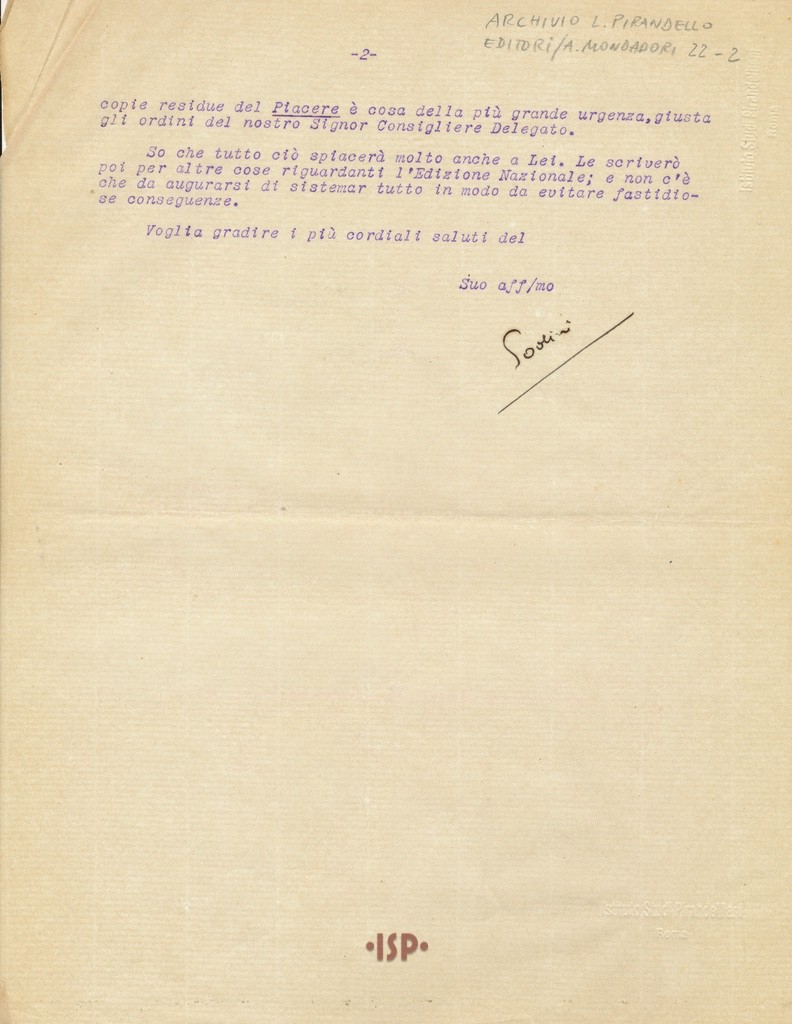 ARCHIVIO L. PIRANDELLO
EDITORI/A. MONDADORI 22-2
-2-
copie residue del Piacere è cosa della più grande urgenza,giusta
gli ordini del nostro Signor Consigliere Delegato.
So che tutto ciò spiacerà molto anche a Lei. Le scriverò
poi per altre cose riguardanti l'Edizione Nazionale; e non c'è
che da augurarsi di sistemar tutto in modo da evitare fastidio-
se conseguenze.
Voglia gradire i più cordiali saluti del
Suo aff/mo
•ISP•